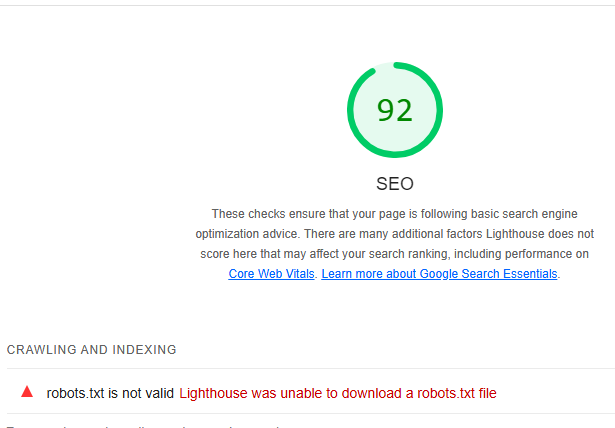 92
SEO
These checks ensure that your page is following basic search engine
optimization advice. There are many additional factors Lighthouse does not
score here that may affect your search ranking, including performance on
Core Web Vitals. Learn more about Google Search Essentials.
CRAWLING AND INDEXING
robots.txt is not valid Lighthouse was unable to download a robots.txt file